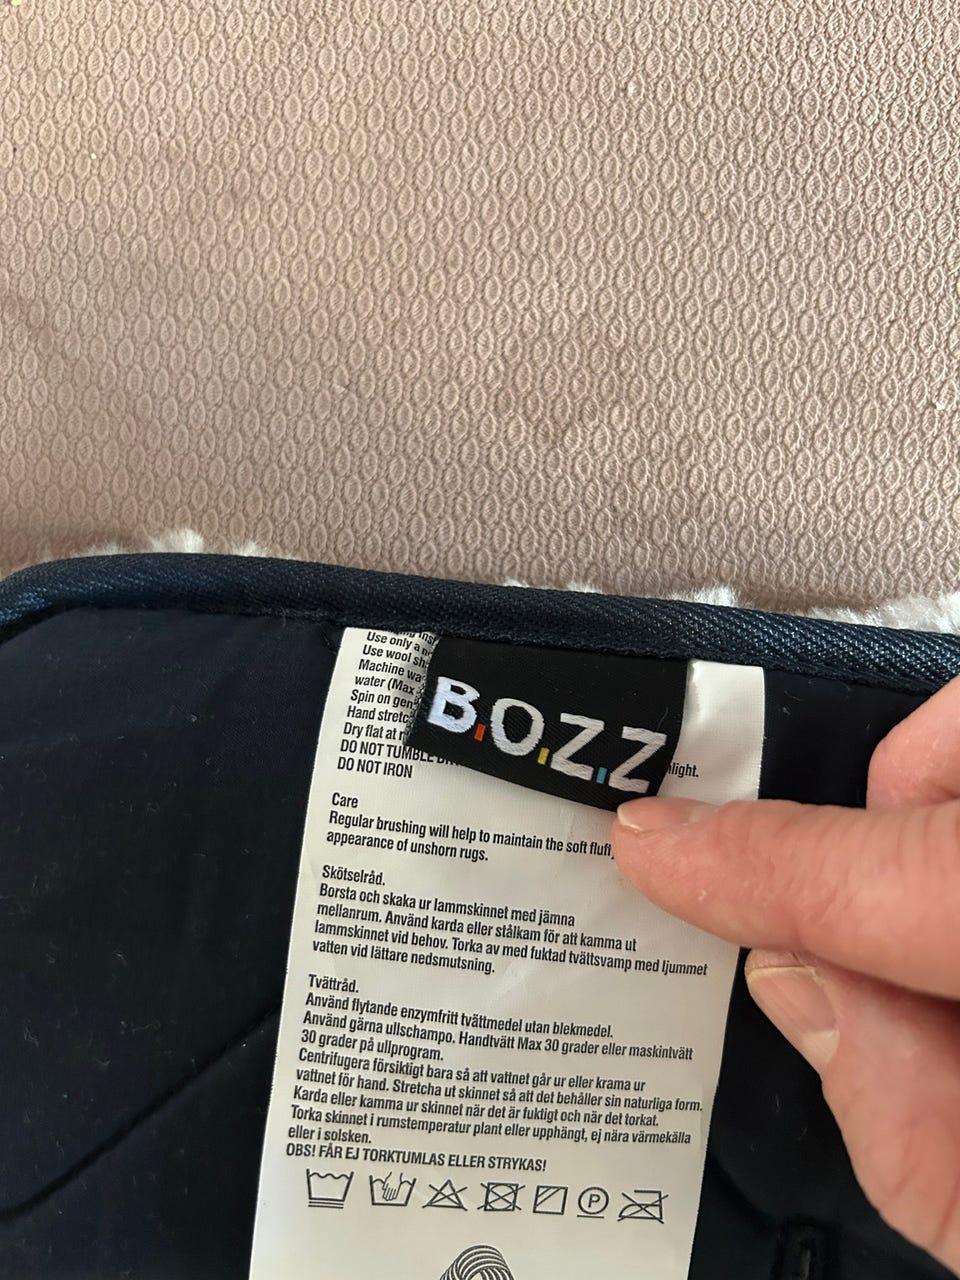 Use only a
Use wool
Machine
water (Max
Spin on
Hand
Dry flat at
DO NOT TUMBLE
DO NOT IRON
B.O.Z.Z
Care
Regular brushing will help to maintain the soft
appearance of unshorn rugs.
Skötselråd.
Borsta och skaka ur lammskinnet med jämna
mellanrum. Använd karda eller stålkam för att kamma ut
lammskinnet vid behov. Torka av med fuktad tvättsvamp med ljummet
vatten vid lättare nedsmutsning.
Tvättråd.
Använd flytande enzymfritt tvättmedel utan blekmedel.
Använd gärna ullschampo. Handtvätt Max 30 grader eller maskintvätt
30 grader på ullprogram.
Centrifugera försiktigt bara så att vattnet går ur eller krama ur
vattnet för hand. Stretcha ut skinnet så att det behåller sin naturliga form.
Karda eller kamma ur skinnet när det är fuktigt och när det torkat.
Torka skinnet i rumstemperatur plant eller upphängt, ej nära värmekälla
eller i solsken.
OBS! FÅR EJ TORKTUMLAS ELLER STRYKAS!
P